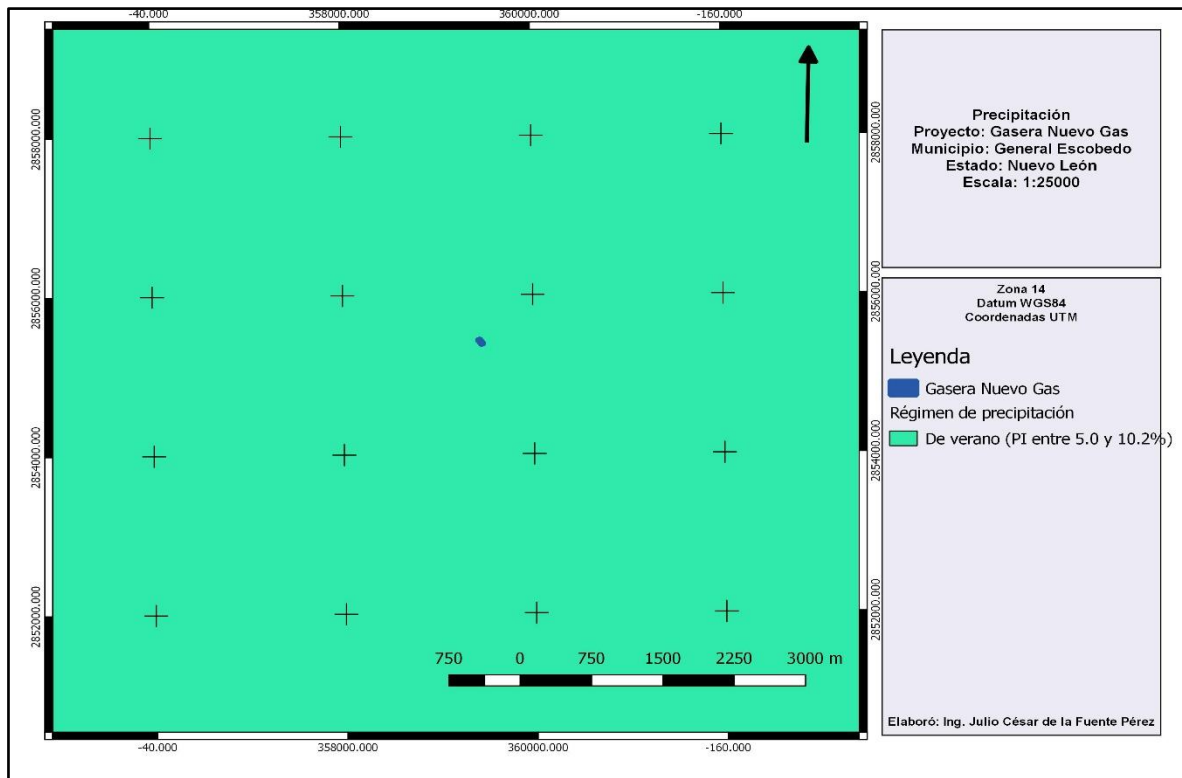 -40.000 358000.000 360000.000 -160.000
2858000.000 2858000.000
2856000.000 2856000.000
2854000.000 2854000.000
2852000.000 2852000.000
750 0 750 1500 2250 3000 m
-40.000 358000.000 360000.000 -160.000
Precipitación
Proyecto: Gasera Nuevo Gas
Municipio: General Escobedo
Estado: Nuevo León
Escala: 1:25000
Zona 14
Datum WGS84
Coordenadas UTM
Leyenda
Gasera Nuevo Gas
Régimen de precipitación
De verano (PI entre 5.0 y 10.2%)
Elaboró: Ing. Julio César de la Fuente Pérez